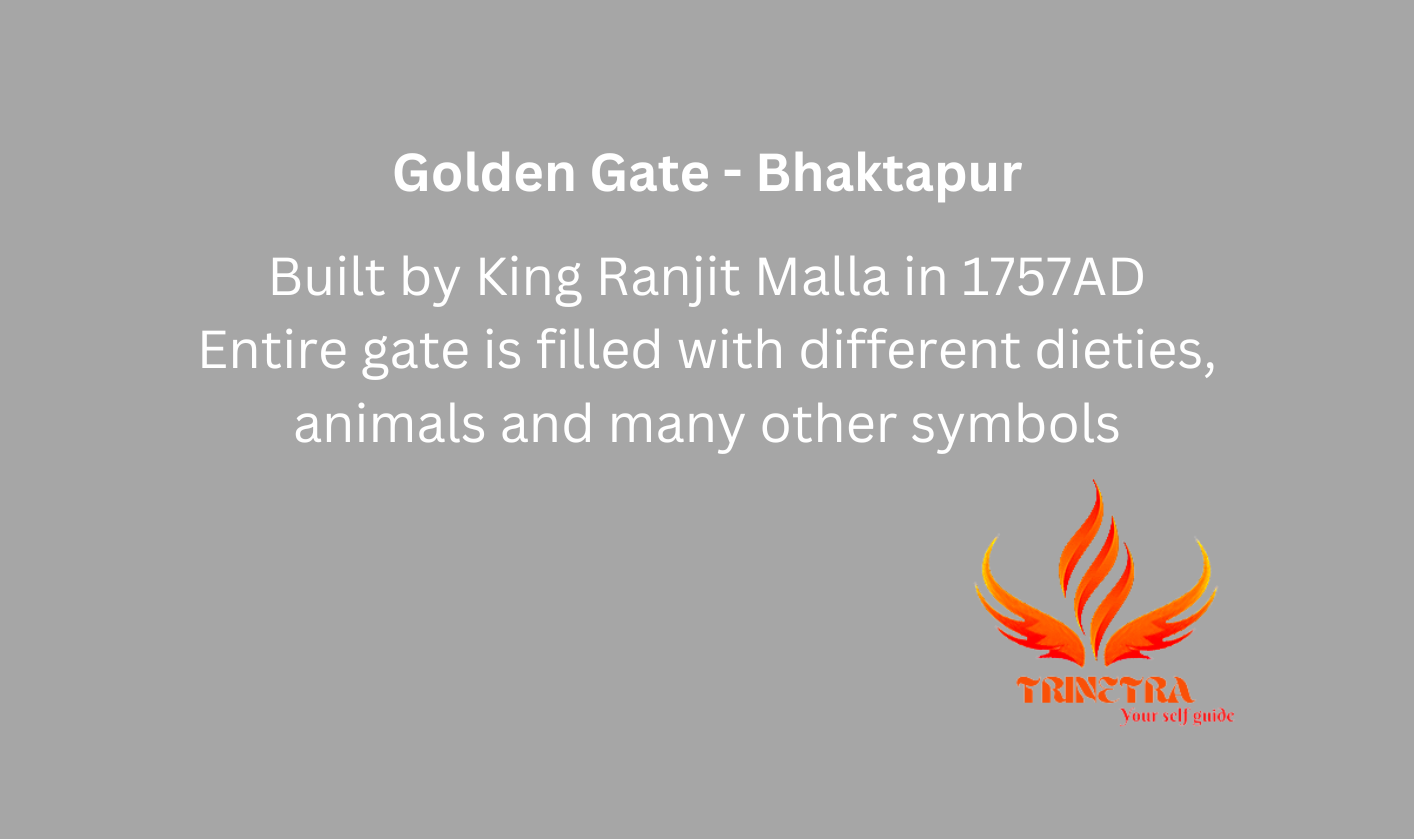 Golden Gate - Bhaktapur
Built by King Ranjit Malla in 1757AD
Entire gate is filled with different dieties,
animals and many other symbols
TRINETRA
Your self guide